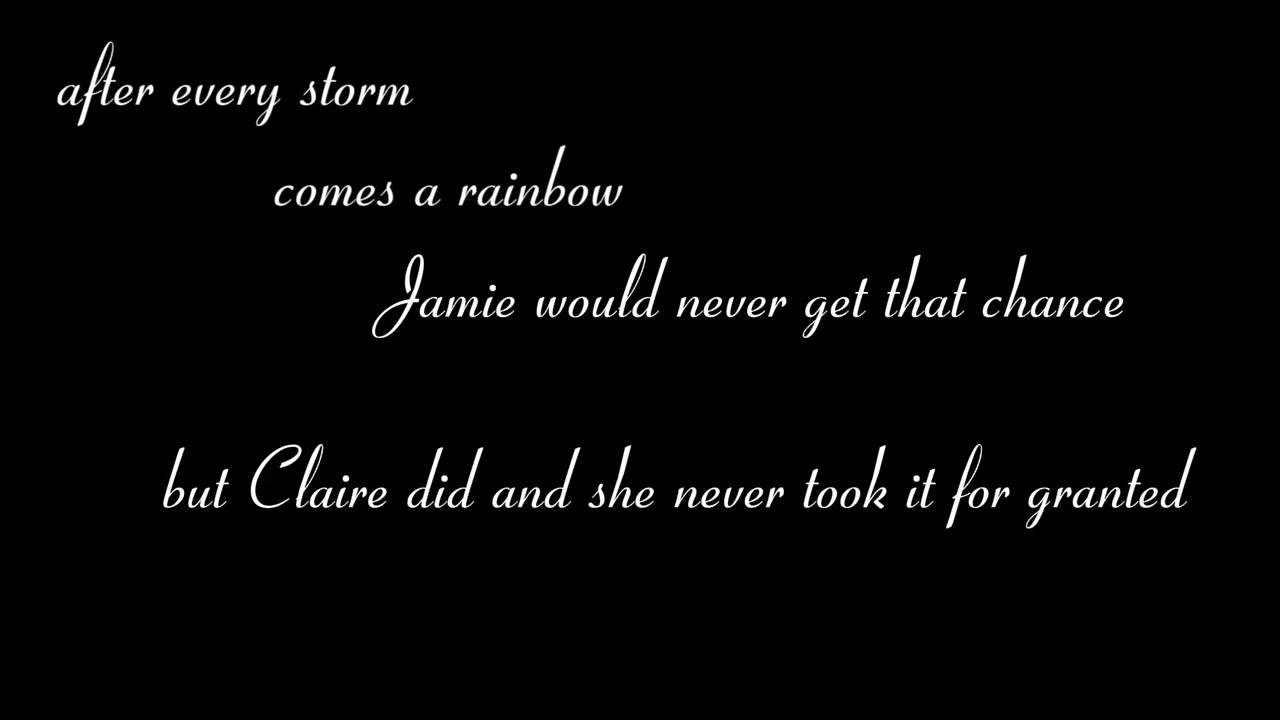 after every storm
comes a rainbow
Jamie would never get that chance
but Claire did and she never took it for granted